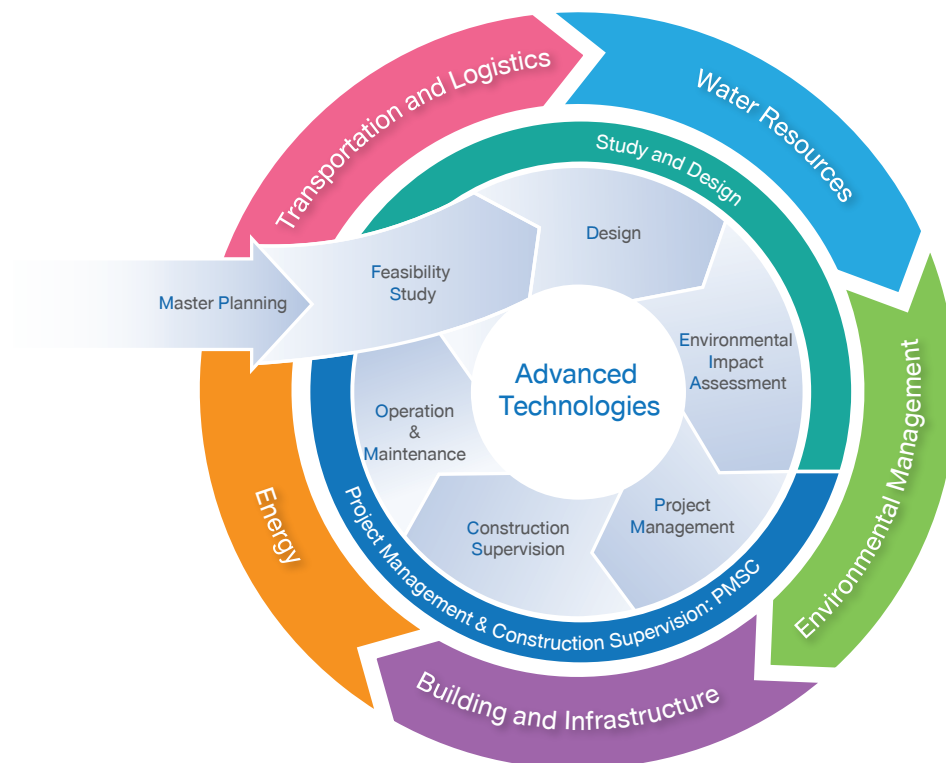 Transportation and Logistics
Water Resources
Environmental Management
Building and Infrastructure
Energy
Study and Design
Project Management & Construction Supervision: PMSC
Master Planning
Feasibility
Study
Design
Environmental
Impact
Assessment
Project
Management
Construction
Supervision
Operation
&
Maintenance
Advanced
Technologies